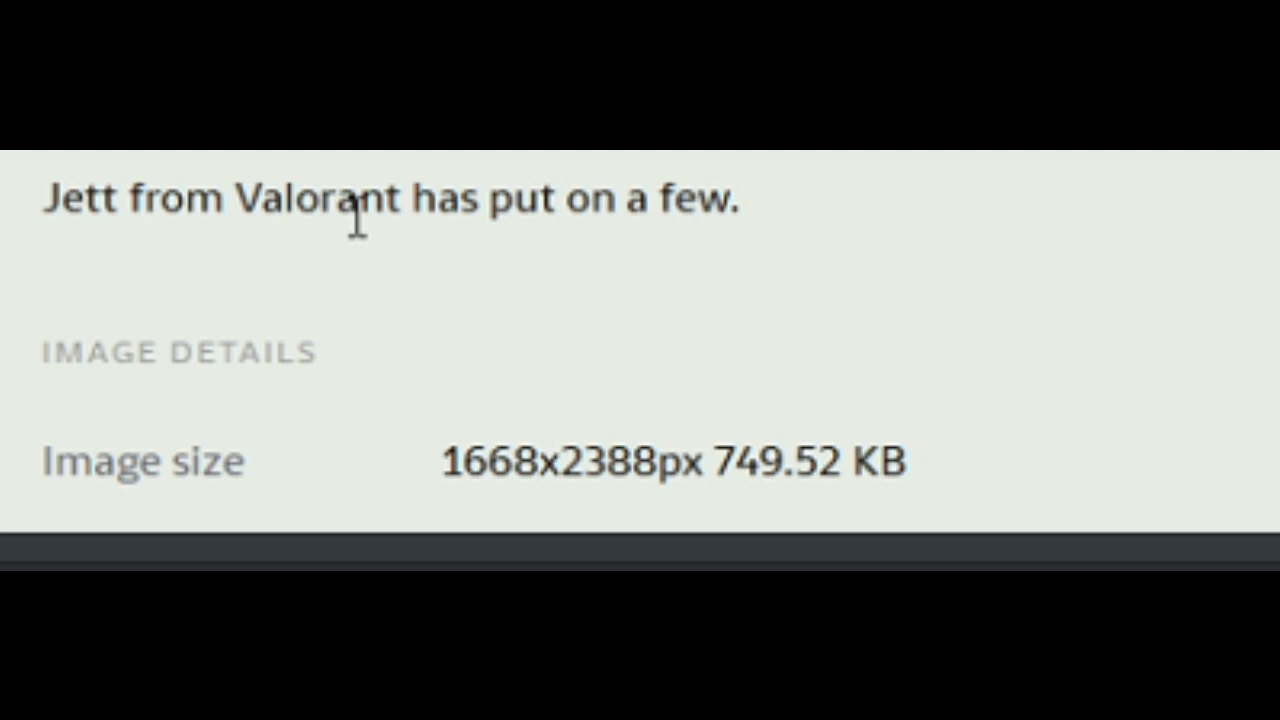 Jett from Valorant has put on a few.
IMAGE DETAILS
Image size 1668x2388px 749.52 KB